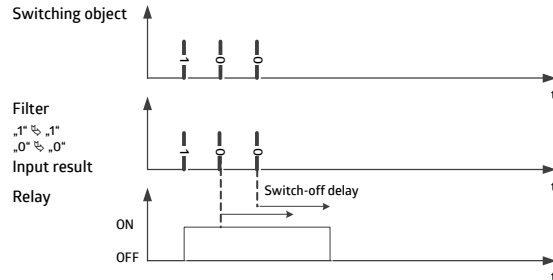 Switching object
1 0 0
t
Filter
„1“ ⤷ „1“
„0“ ⤷ „0“
Input result
1 0 0
t
Relay
Switch-off delay
ON
OFF
t